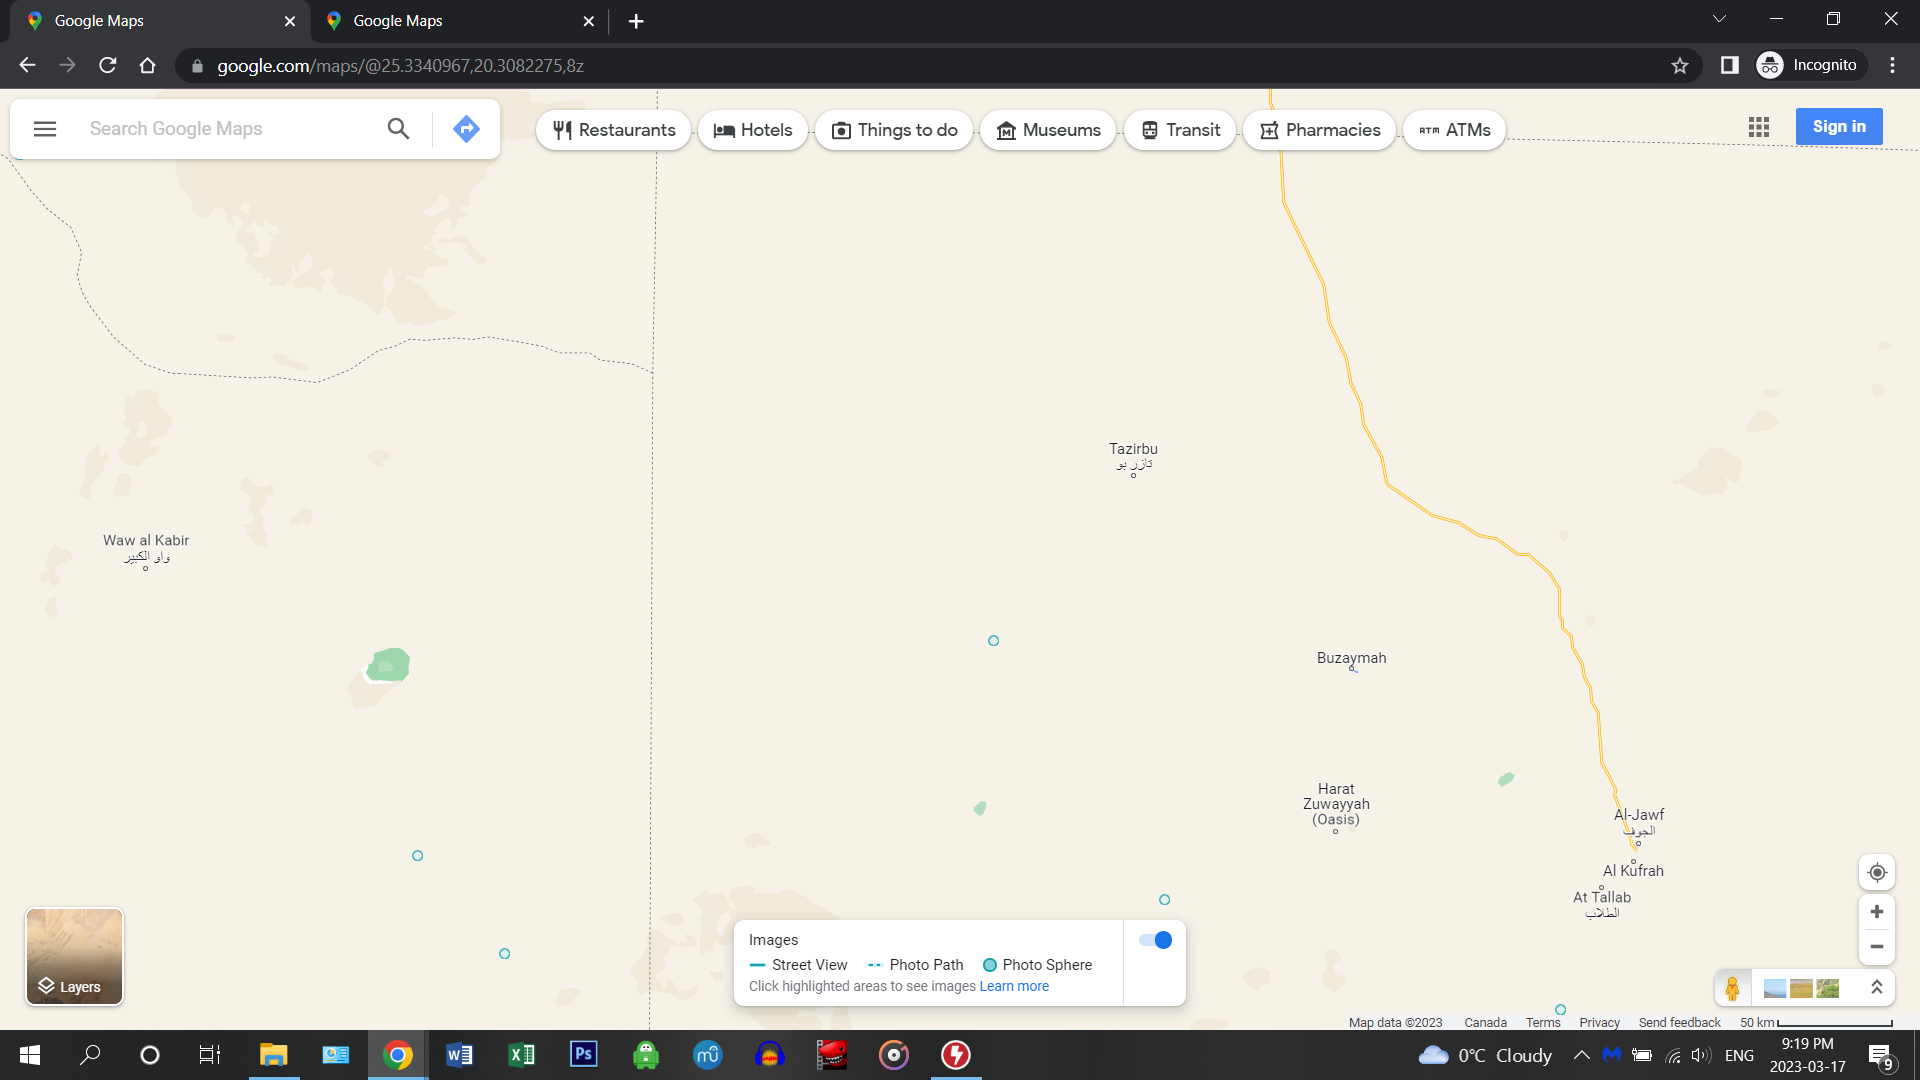 Google Maps
Google Maps
google.com/maps/@25.3340967,20.3082275,8z
Incognito
Search Google Maps
Restaurants
Hotels
Things to do
Museums
Transit
Pharmacies
ATM ATMs
Sign in
Tazirbu
تازر بو
Waw al Kabir
واو الكبير
Buzaymah
Harat
Zuwayyah
(Oasis)
Al-Jawf
الجوف
Al Kufrah
At Tallab
الطلاب
Layers
Images
Street View
Photo Path
Photo Sphere
Click highlighted areas to see images Learn more
Map data ©2023
Canada
Terms
Privacy
Send feedback
50 km
W
X
Ps
mu
0°C Cloudy
ENG
9:19 PM
2023-03-17
9